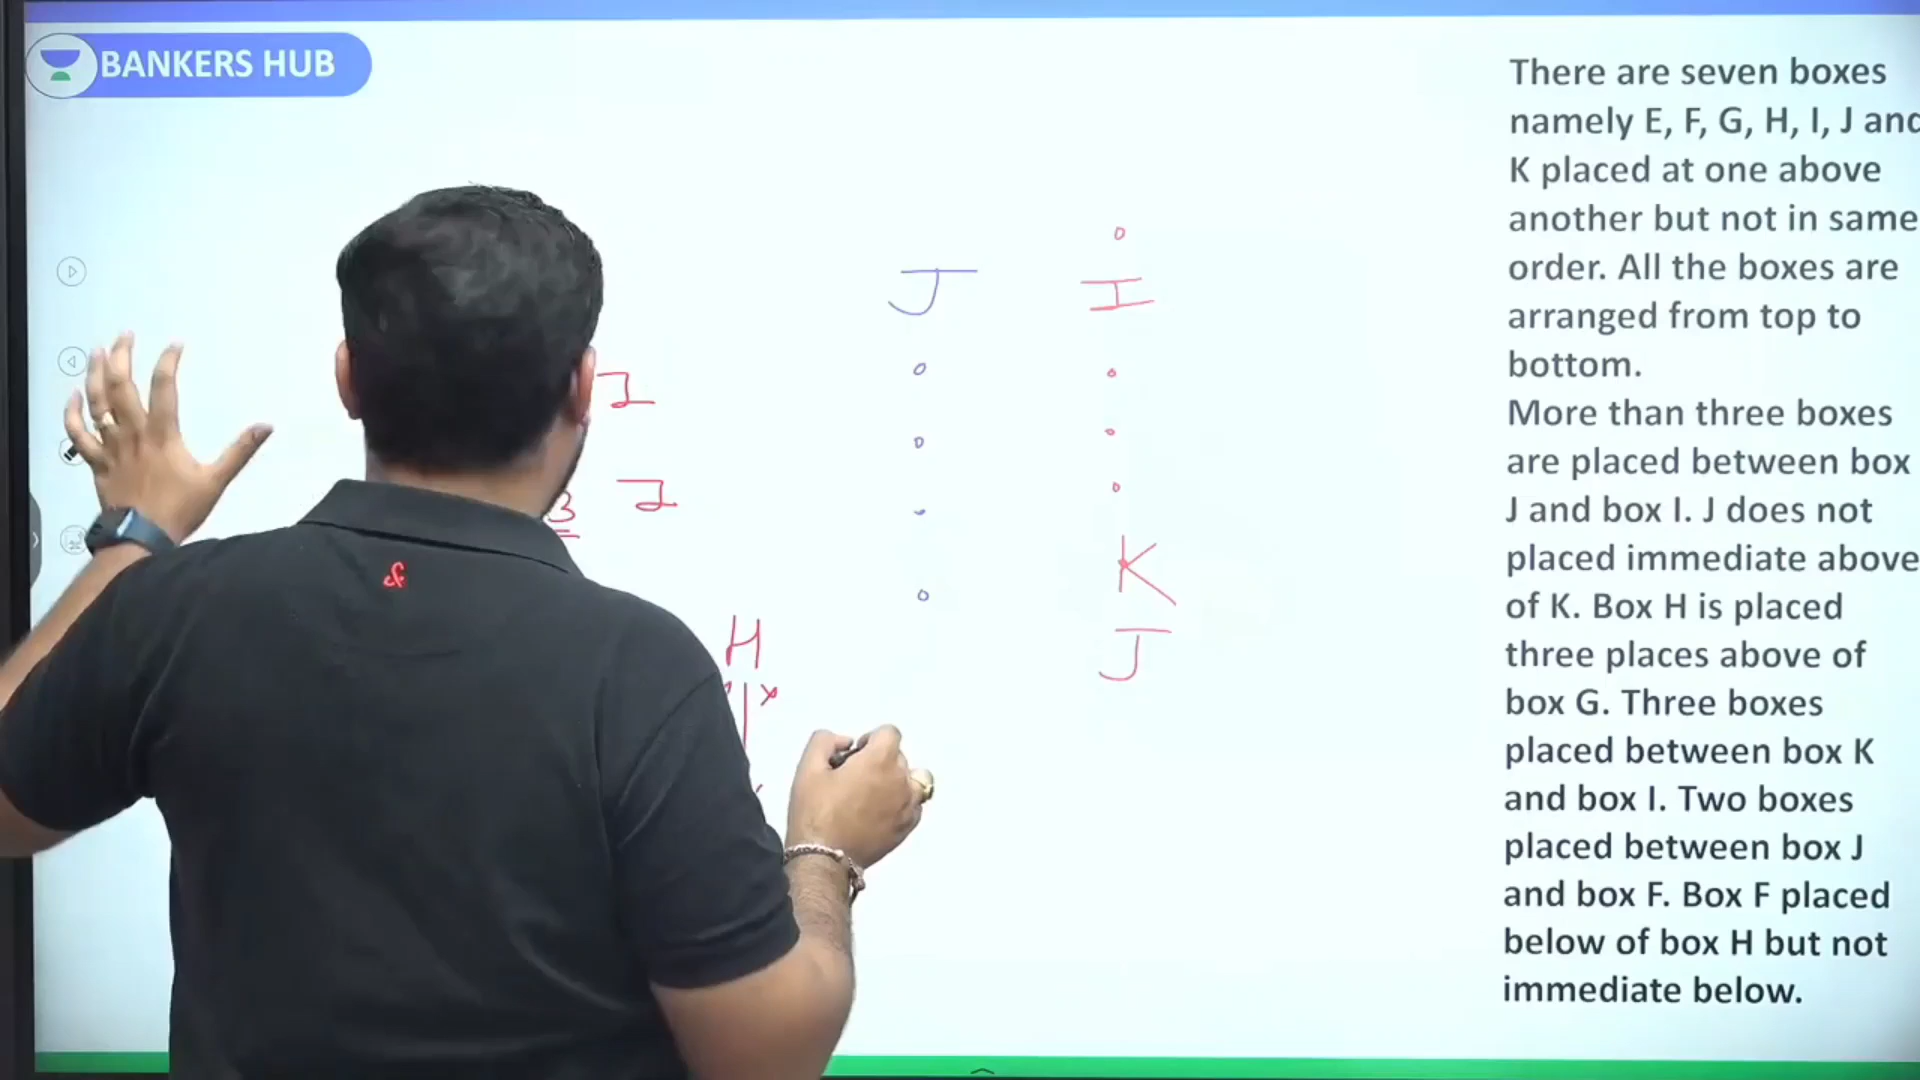 BANKERS HUB
There are seven boxes
namely E, F, G, H, I, J and
K placed at one above
another but not in same
order. All the boxes are
arranged from top to
bottom.
More than three boxes
are placed between box
J and box I. J does not
placed immediate above
of K. Box H is placed
three places above of
box G. Three boxes
placed between box K
and box I. Two boxes
placed between box J
and box F. Box F placed
below of box H but not
immediate below.
J
I
K
J
I
3 I
H